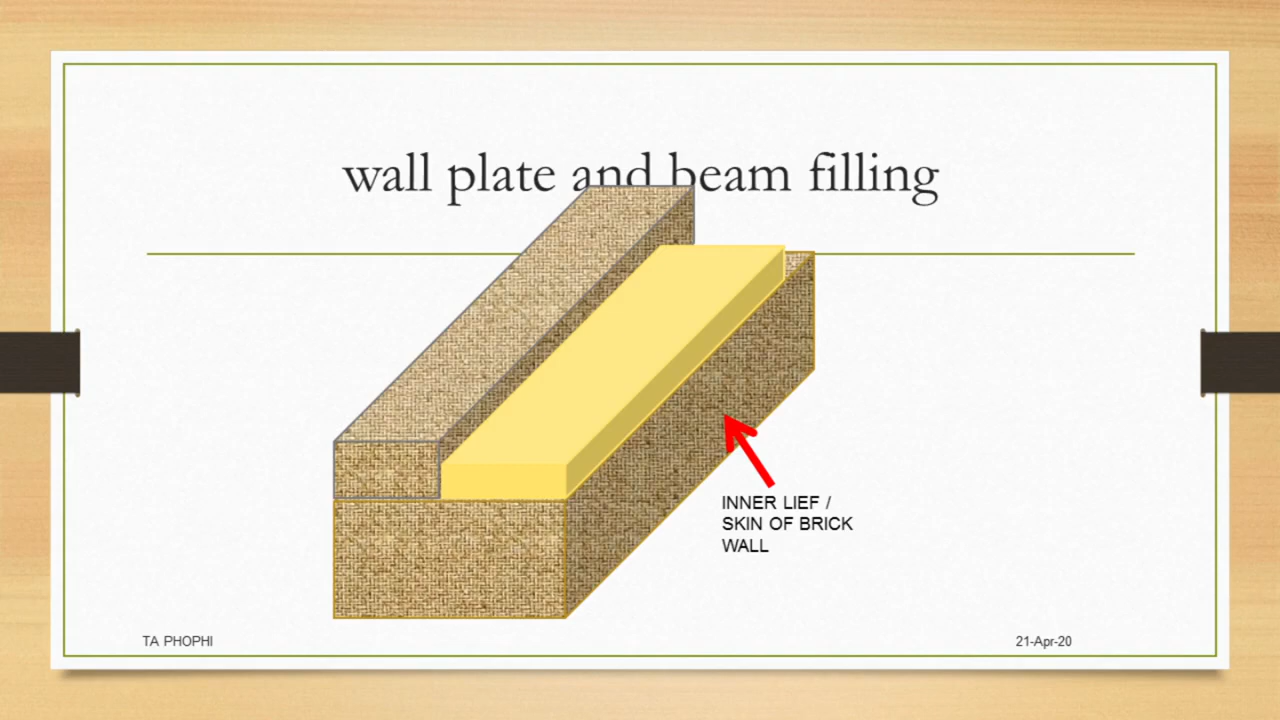 wall plate and beam filling
INNER LIEF /
SKIN OF BRICK
WALL
TA PHOPHI
21-Apr-20